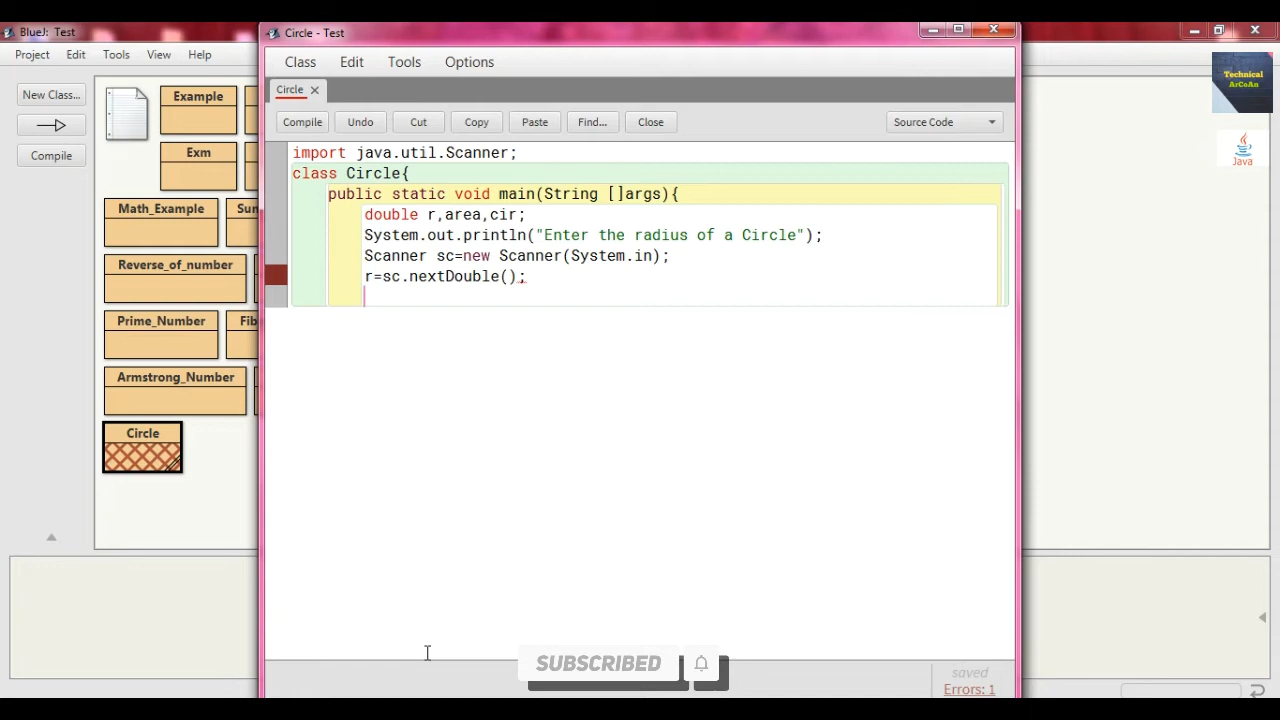 BlueJ: Test
Project Edit Tools View Help
New Class...
Compile
Example
Exm
Math_Example
Sun
Reverse_of_number
Prime_Number
Fib
Armstrong_Number
Circle
Circle - Test
Class Edit Tools Options
Circle
Compile Undo Cut Copy Paste Find... Close Source Code
import java.util.Scanner;
class Circle{
public static void main(String []args){
double r,area,cir;
System.out.println("Enter the radius of a Circle");
Scanner sc=new Scanner(System.in);
r=sc.nextDouble();
saved
Errors: 1
SUBSCRIBED
Technical
ArCoAn
Java